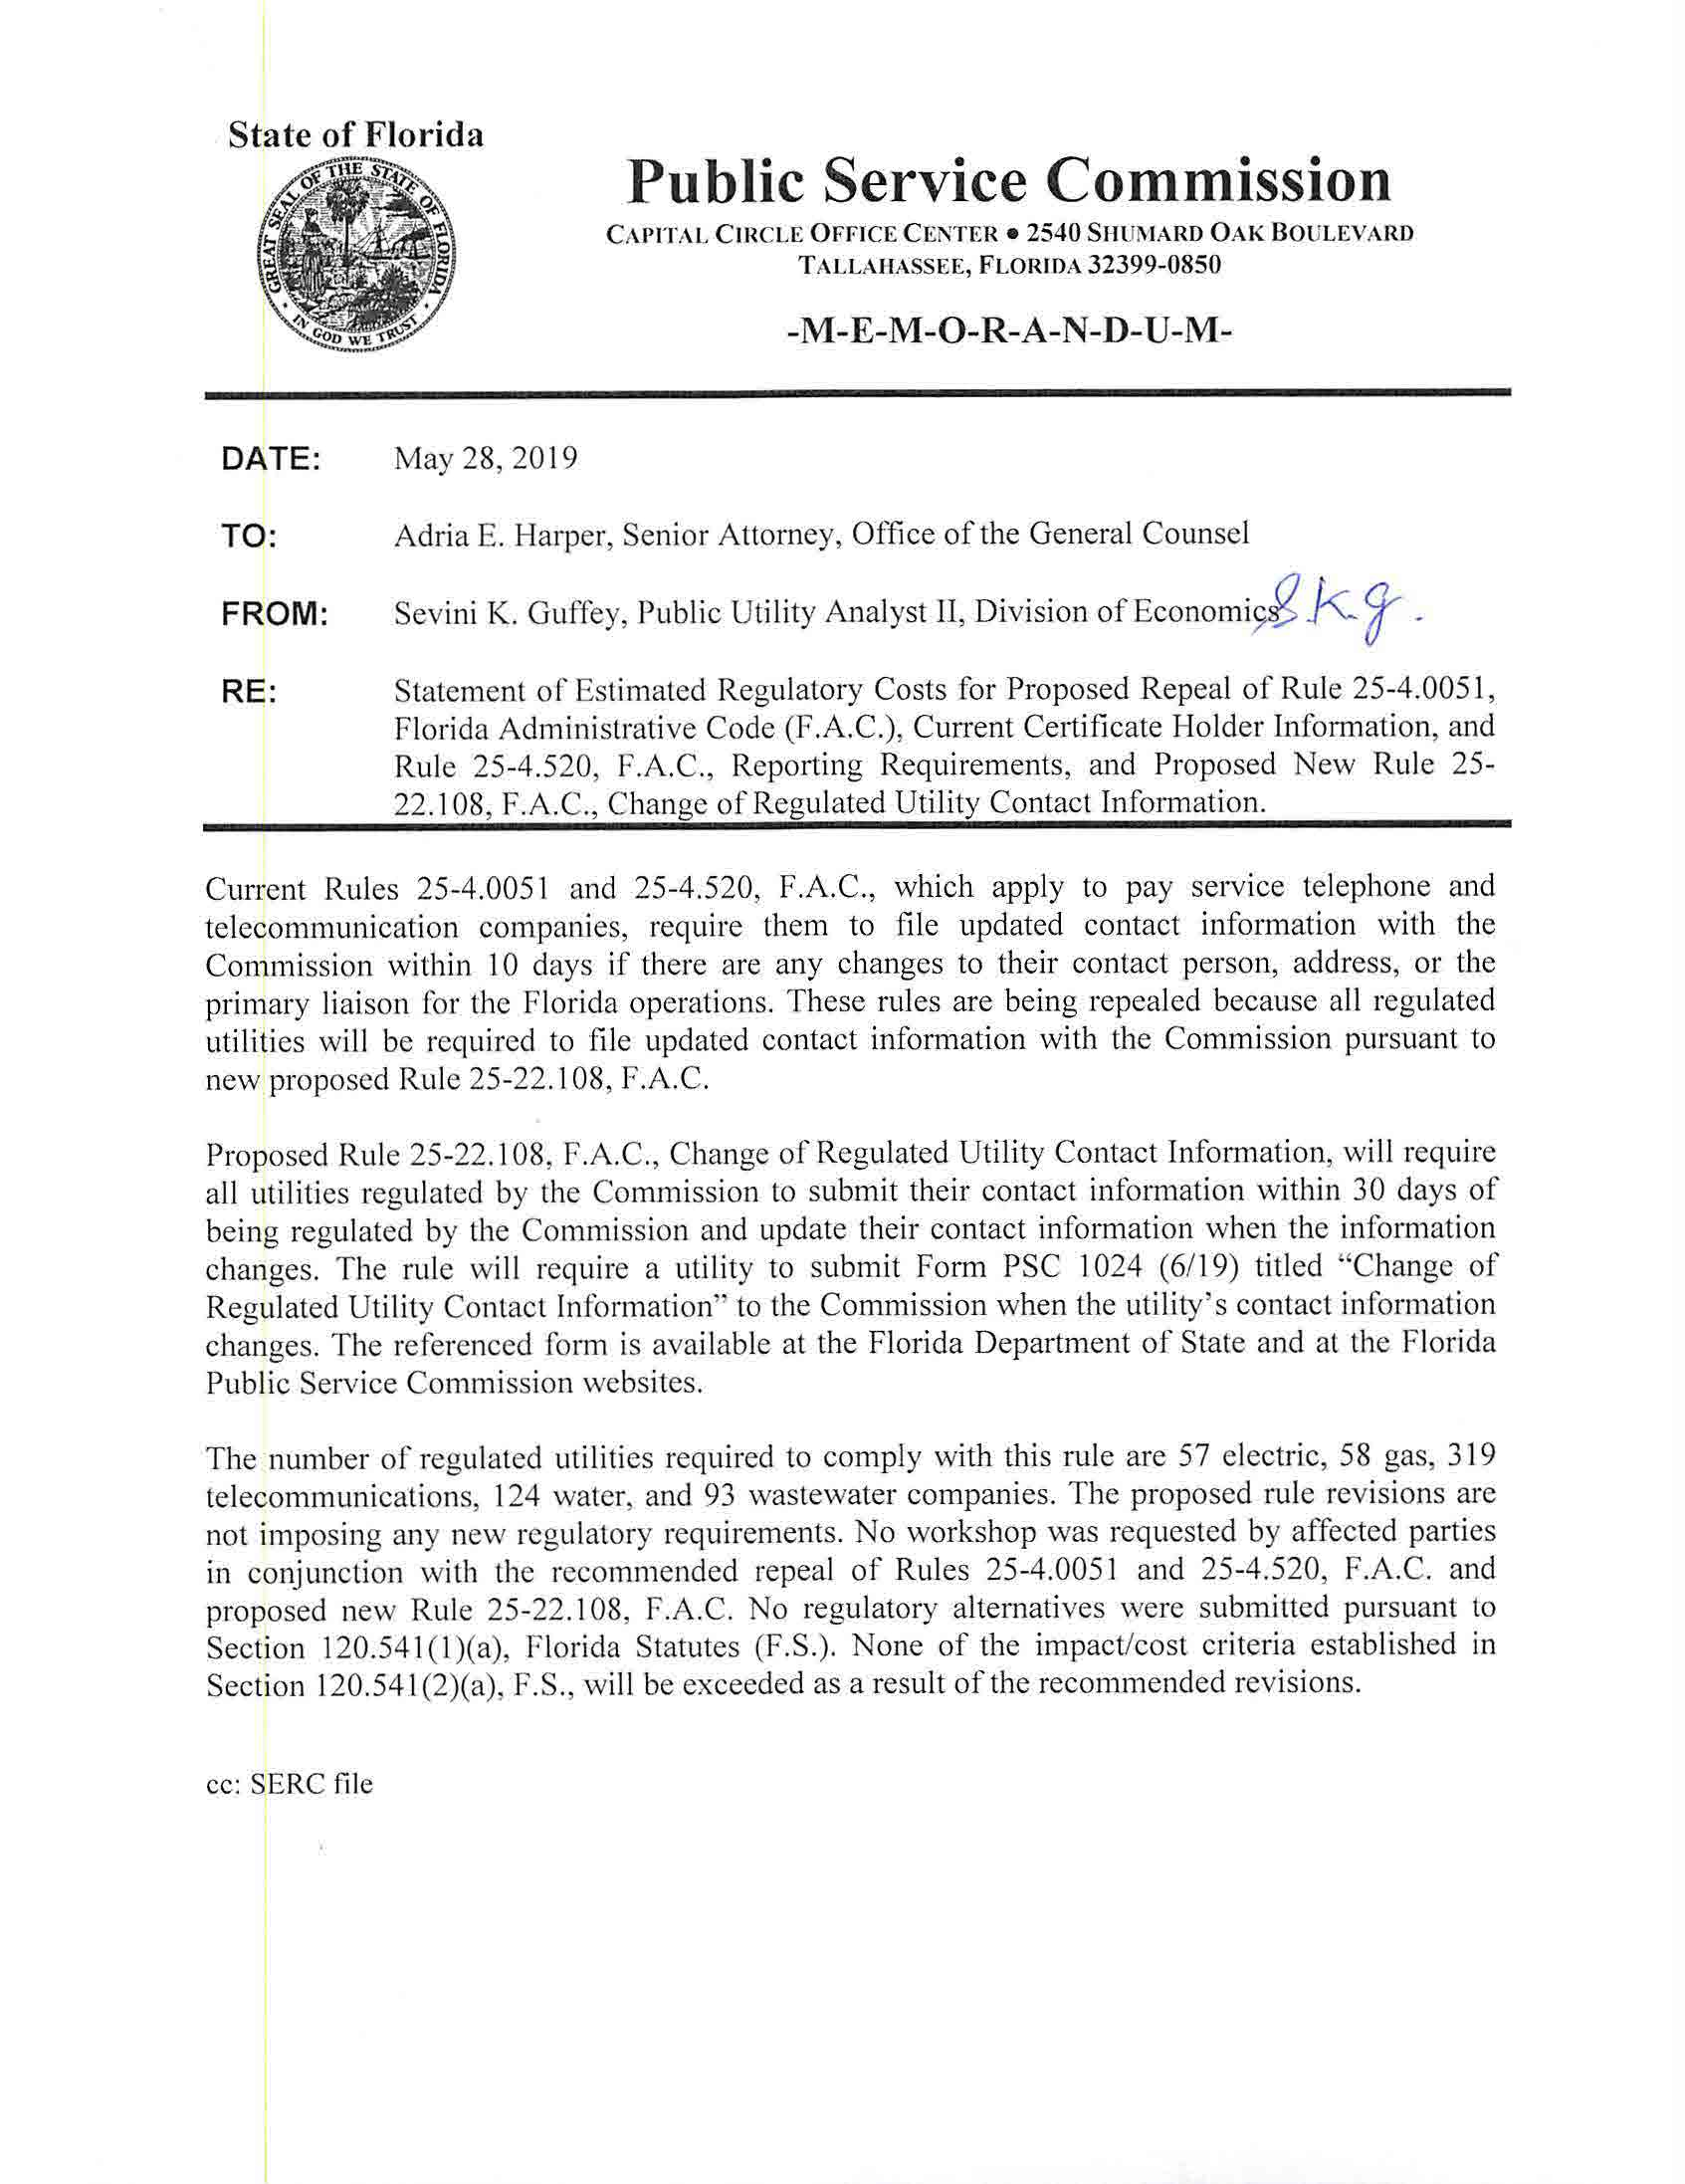 State of Florida
GREAT SEAL OF THE STATE OF FLORIDA
IN GOD WE TRUST
Public Service Commission
CAPITAL CIRCLE OFFICE CENTER ● 2540 SHUMARD OAK BOULEVARD
TALLAHASSEE, FLORIDA 32399-0850
-M-E-M-O-R-A-N-D-U-M-
DATE: May 28, 2019
TO: Adria E. Harper, Senior Attorney, Office of the General Counsel
FROM: Sevini K. Guffey, Public Utility Analyst II, Division of Economics SKg.
RE: Statement of Estimated Regulatory Costs for Proposed Repeal of Rule 25-4.0051,
Florida Administrative Code (F.A.C.), Current Certificate Holder Information, and
Rule 25-4.520, F.A.C., Reporting Requirements, and Proposed New Rule 25-
22.108, F.A.C., Change of Regulated Utility Contact Information.
Current Rules 25-4.0051 and 25-4.520, F.A.C., which apply to pay service telephone and
telecommunication companies, require them to file updated contact information with the
Commission within 10 days if there are any changes to their contact person, address, or the
primary liaison for the Florida operations. These rules are being repealed because all regulated
utilities will be required to file updated contact information with the Commission pursuant to
new proposed Rule 25-22.108, F.A.C.
Proposed Rule 25-22.108, F.A.C., Change of Regulated Utility Contact Information, will require
all utilities regulated by the Commission to submit their contact information within 30 days of
being regulated by the Commission and update their contact information when the information
changes. The rule will require a utility to submit Form PSC 1024 (6/19) titled “Change of
Regulated Utility Contact Information” to the Commission when the utility’s contact information
changes. The referenced form is available at the Florida Department of State and at the Florida
Public Service Commission websites.
The number of regulated utilities required to comply with this rule are 57 electric, 58 gas, 319
telecommunications, 124 water, and 93 wastewater companies. The proposed rule revisions are
not imposing any new regulatory requirements. No workshop was requested by affected parties
in conjunction with the recommended repeal of Rules 25-4.0051 and 25-4.520, F.A.C. and
proposed new Rule 25-22.108, F.A.C. No regulatory alternatives were submitted pursuant to
Section 120.541(1)(a), Florida Statutes (F.S.). None of the impact/cost criteria established in
Section 120.541(2)(a), F.S., will be exceeded as a result of the recommended revisions.
cc: SERC file